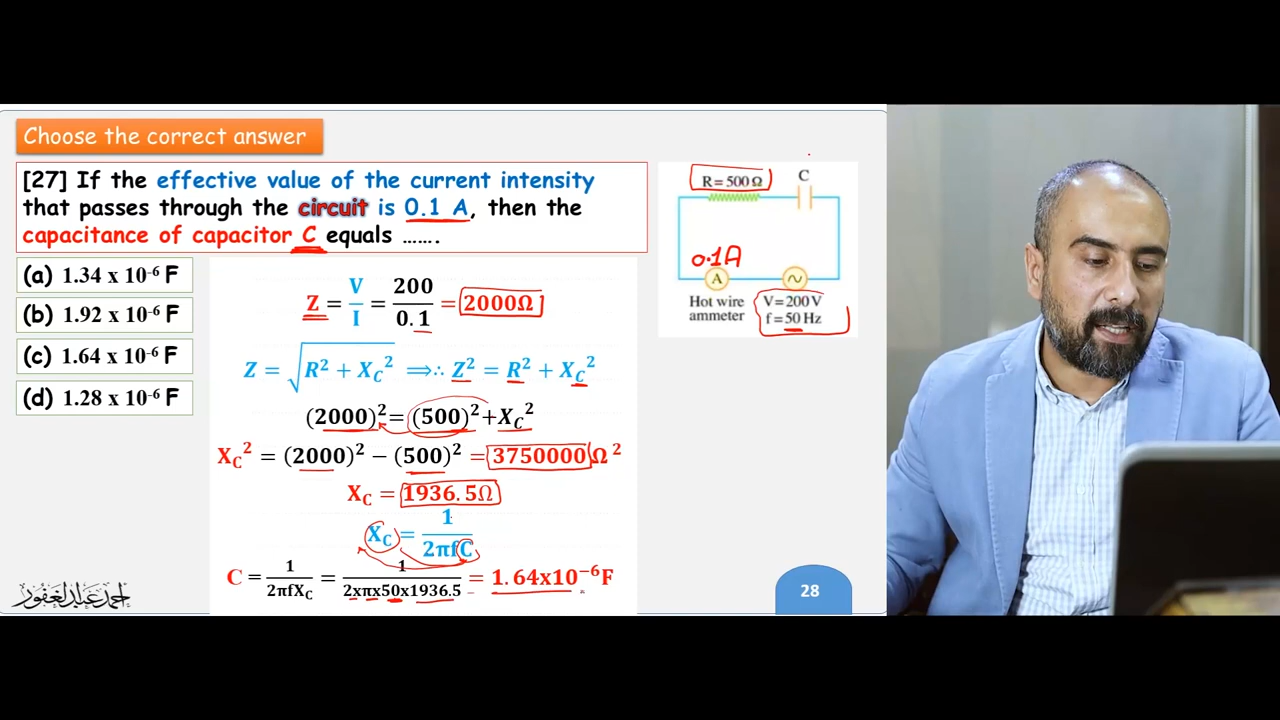 Choose the correct answer
[27] If the effective value of the current intensity
that passes through the circuit is 0.1 A, then the
capacitance of capacitor C equals …….
(a) 1.34 x 10⁻⁶ F
(b) 1.92 x 10⁻⁶ F
(c) 1.64 x 10⁻⁶ F
(d) 1.28 x 10⁻⁶ F
Z = V/I = 200/0.1 = 2000Ω
Z = √(R² + X_C²) ⟹∴ Z² = R² + X_C²
(2000)² = (500)² + X_C²
X_C² = (2000)² − (500)² = 3750000 Ω²
X_C = 1936.5Ω
X_C = 1/2πfC
C = 1/2πfX_C = 1/2xπx50x1936.5 = 1.64x10⁻⁶F
R = 500 Ω
C
0.1A
A
Hot wire
ammeter
V = 200 V
f = 50 Hz
28
احمد عبد الغفور